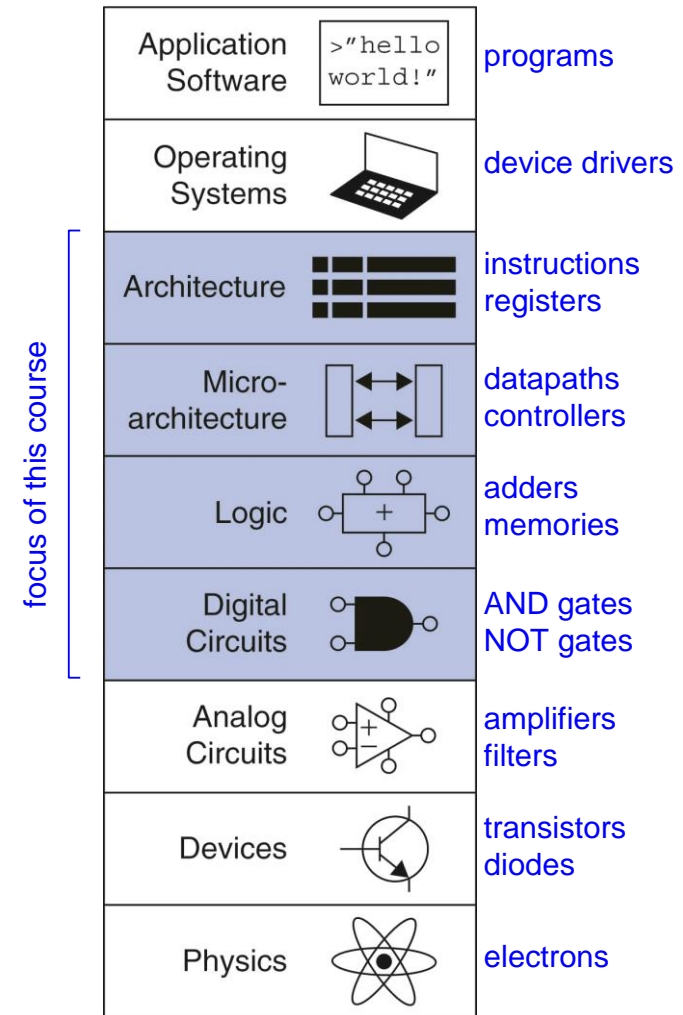 Application
Software
>"hello
world!"
programs
Operating
Systems
device drivers
focus of this course
Architecture
instructions
registers
Micro-
architecture
datapaths
controllers
Logic
+
adders
memories
Digital
Circuits
AND gates
NOT gates
Analog
Circuits
+
−
amplifiers
filters
Devices
transistors
diodes
Physics
electrons